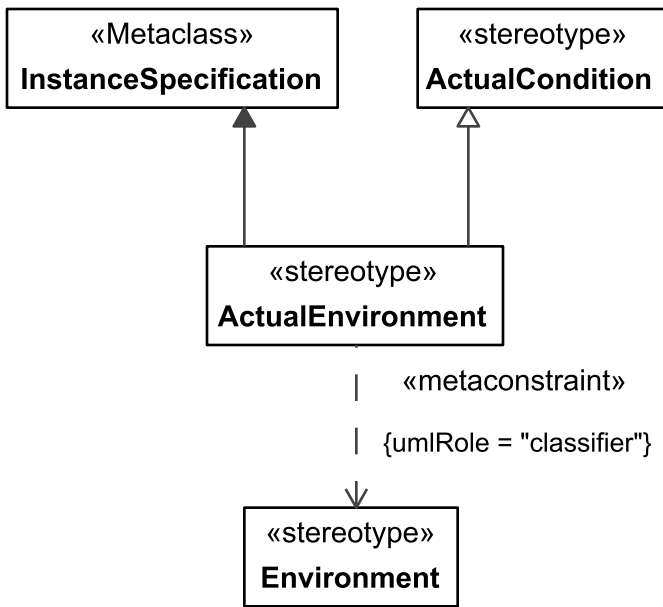 «Metaclass»
InstanceSpecification
«stereotype»
ActualCondition
«stereotype»
ActualEnvironment
«metaconstraint»
{umlRole = "classifier"}
«stereotype»
Environment